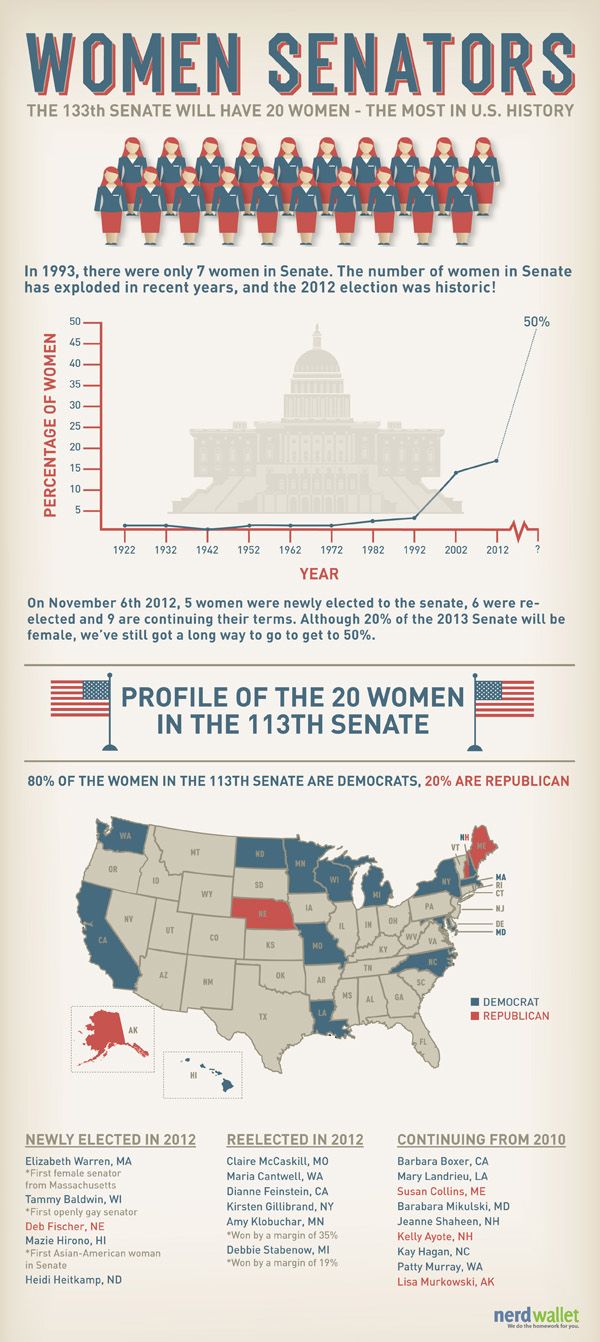 WOMEN SENATORS
THE 133th SENATE WILL HAVE 20 WOMEN - THE MOST IN U.S. HISTORY
In 1993, there were only 7 women in Senate. The number of women in Senate
has exploded in recent years, and the 2012 election was historic!
50%
50
45
40
35
30
25
20
15
10
5
PERCENTAGE OF WOMEN
1922 1932 1942 1952 1962 1972 1982 1992 2002 2012 ?
YEAR
On November 6th 2012, 5 women were newly elected to the senate, 6 were re-
elected and 9 are continuing their terms. Although 20% of the 2013 Senate will be
female, we've still got a long way to go to get to 50%.
PROFILE OF THE 20 WOMEN
IN THE 113TH SENATE
80% OF THE WOMEN IN THE 113TH SENATE ARE DEMOCRATS, 20% ARE REPUBLICAN
WA
OR
CA
NV
ID
MT
WY
UT
AZ
CO
NM
ND
SD
NE
KS
OK
TX
MN
IA
MO
AR
LA
WI
IL
MI
IN
OH
KY
TN
MS
AL
GA
FL
SC
NC
VA
WV
PA
NY
VT
NH
ME
MA
RI
CT
NJ
DE
MD
AK
HI
DEMOCRAT
REPUBLICAN
NEWLY ELECTED IN 2012
Elizabeth Warren, MA
*First female senator
from Massachusetts
Tammy Baldwin, WI
*First openly gay senator
Deb Fischer, NE
Mazie Hirono, HI
*First Asian-American woman
in Senate
Heidi Heitkamp, ND
REELECTED IN 2012
Claire McCaskill, MO
Maria Cantwell, WA
Dianne Feinstein, CA
Kirsten Gillibrand, NY
Amy Klobuchar, MN
*Won by a margin of 35%
Debbie Stabenow, MI
*Won by a margin of 19%
CONTINUING FROM 2010
Barbara Boxer, CA
Mary Landrieu, LA
Susan Collins, ME
Barabara Mikulski, MD
Jeanne Shaheen, NH
Kelly Ayote, NH
Kay Hagan, NC
Patty Murray, WA
Lisa Murkowski, AK
nerdwallet
We do the homework for you.